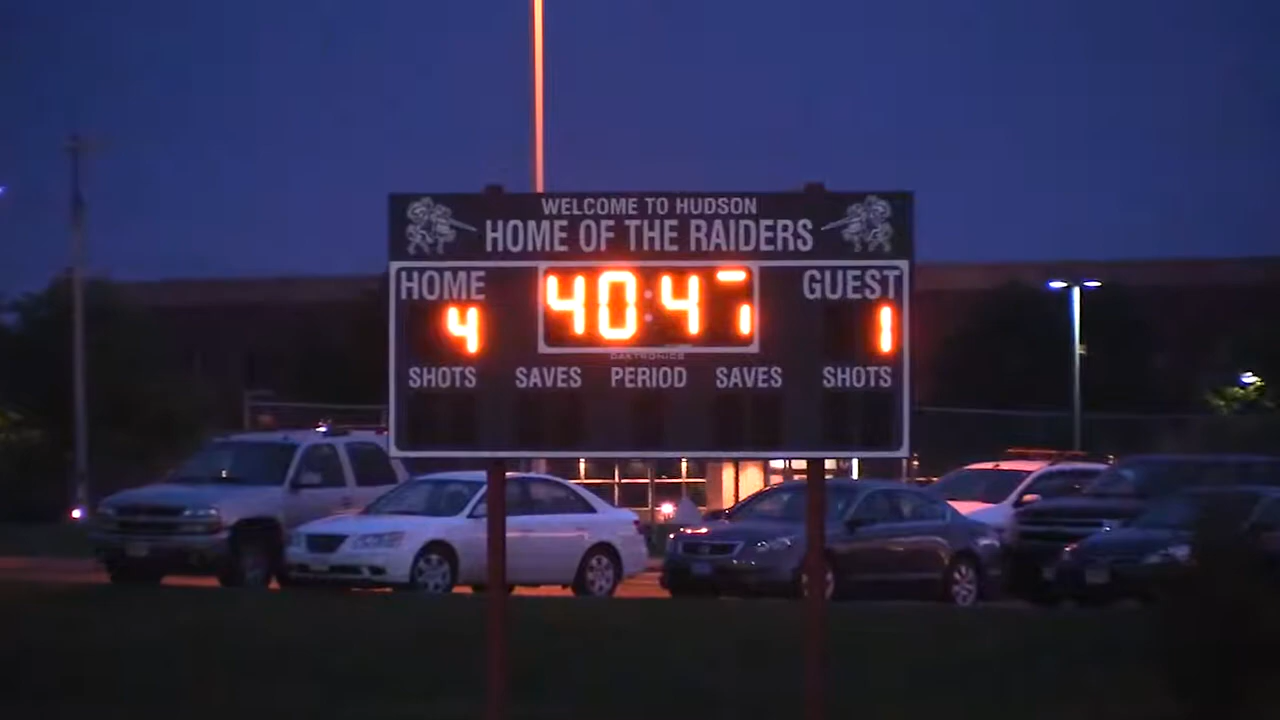 WELCOME TO HUDSON
HOME OF THE RAIDERS
HOME 40:4 GUEST
4 1
DAKTRONICS
SHOTS SAVES PERIOD SAVES SHOTS